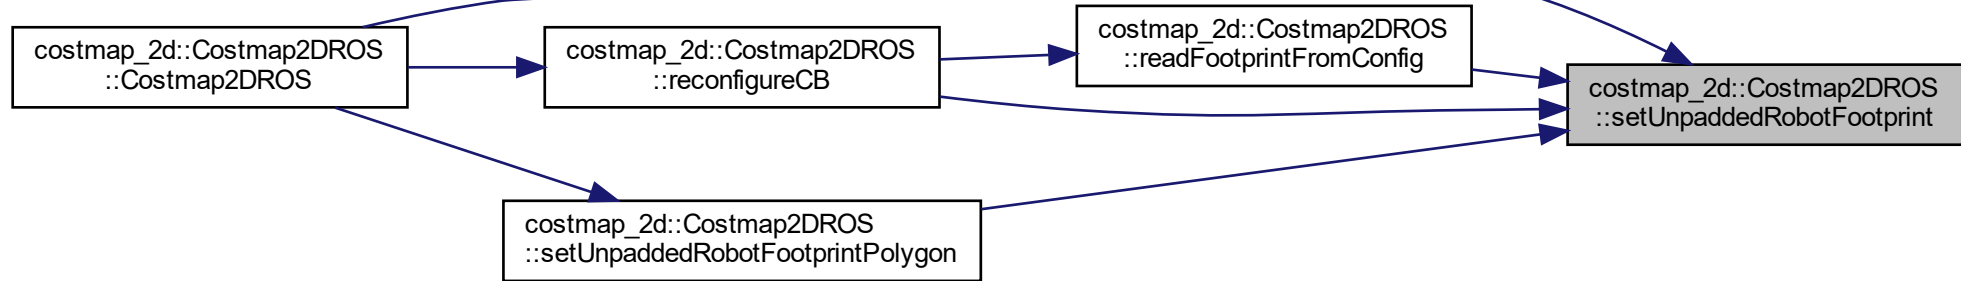 costmap_2d::Costmap2DROS
::Costmap2DROS
costmap_2d::Costmap2DROS
::reconfigureCB
costmap_2d::Costmap2DROS
::readFootprintFromConfig
costmap_2d::Costmap2DROS
::setUnpaddedRobotFootprint
costmap_2d::Costmap2DROS
::setUnpaddedRobotFootprintPolygon